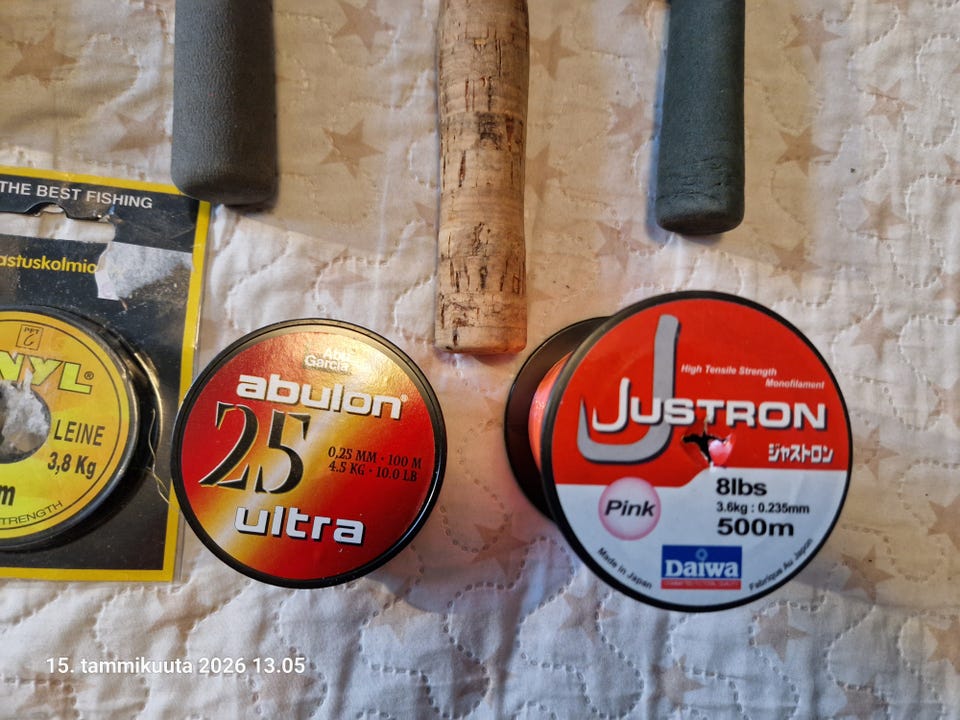 THE BEST FISHING
astuskolmio
NYL®
LEINE
3,8 Kg
m
TRENGTH
Abu
Garcia
abulon®
25
0,25 MM · 100 M
4.5 KG · 10.0 LB
ultra
High Tensile Strength
Monofilament
JUSTRON
ジャストロン
8lbs
Pink
3.6kg : 0.235mm
500m
Daiwa
Made in Japan
Fabrique Au Japon
15. tammikuuta 2026 13.05